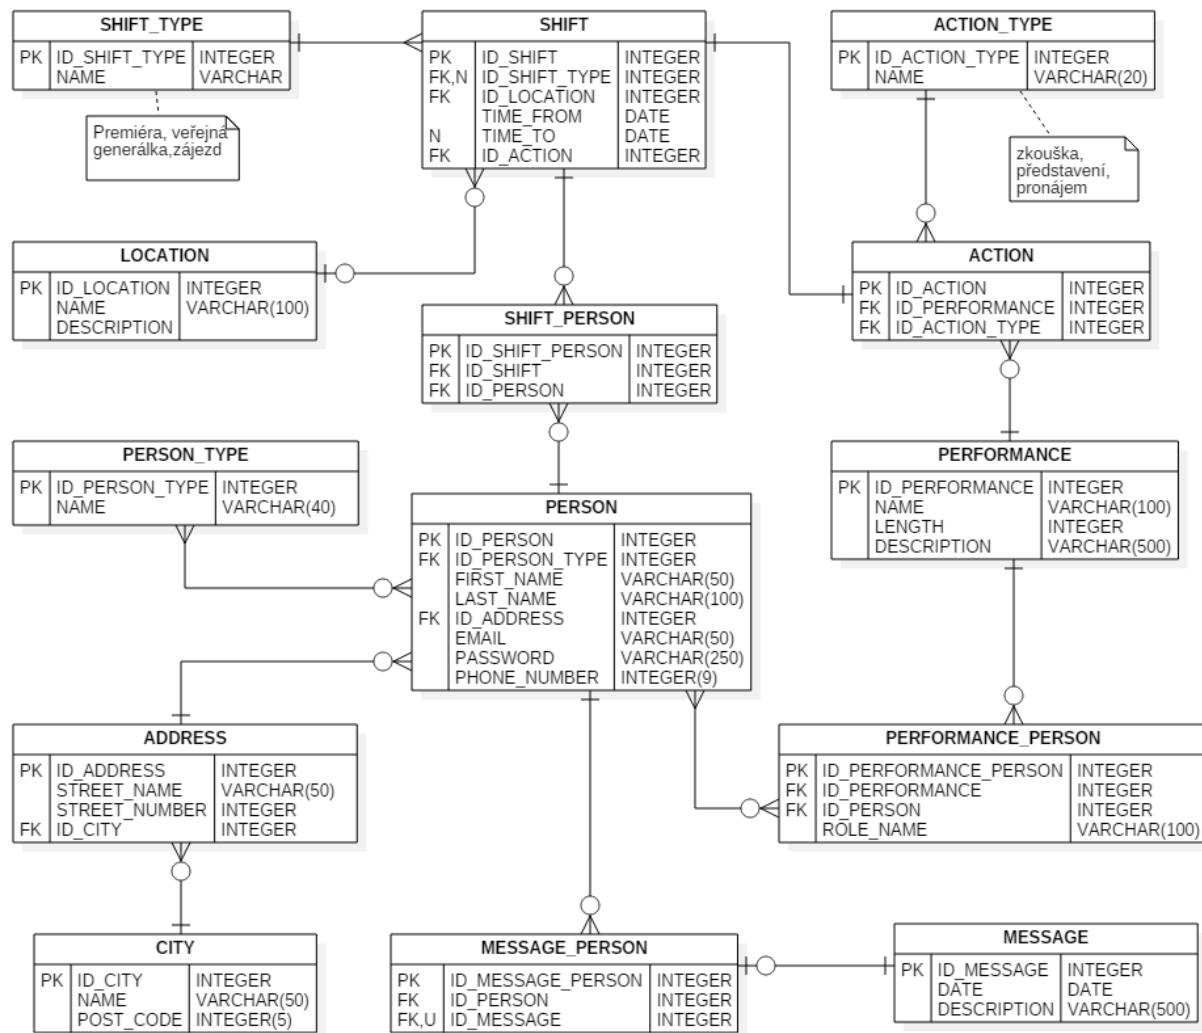 SHIFT_TYPE
PK ID_SHIFT_TYPE INTEGER
NAME VARCHAR
Premiéra, veřejná
generálka,zájezd
SHIFT
PK ID_SHIFT INTEGER
FK,N ID_SHIFT_TYPE INTEGER
FK ID_LOCATION INTEGER
TIME_FROM DATE
N TIME_TO DATE
FK ID_ACTION INTEGER
ACTION_TYPE
PK ID_ACTION_TYPE INTEGER
NAME VARCHAR(20)
zkouška,
představení,
pronájem
LOCATION
PK ID_LOCATION INTEGER
NAME VARCHAR(100)
DESCRIPTION
ACTION
PK ID_ACTION INTEGER
FK ID_PERFORMANCE INTEGER
FK ID_ACTION_TYPE INTEGER
SHIFT_PERSON
PK ID_SHIFT_PERSON INTEGER
FK ID_SHIFT INTEGER
FK ID_PERSON INTEGER
PERSON_TYPE
PK ID_PERSON_TYPE INTEGER
NAME VARCHAR(40)
PERSON
PK ID_PERSON INTEGER
FK ID_PERSON_TYPE INTEGER
FIRST_NAME VARCHAR(50)
LAST_NAME VARCHAR(100)
FK ID_ADDRESS INTEGER
EMAIL VARCHAR(50)
PASSWORD VARCHAR(250)
PHONE_NUMBER INTEGER(9)
PERFORMANCE
PK ID_PERFORMANCE INTEGER
NAME VARCHAR(100)
LENGTH INTEGER
DESCRIPTION VARCHAR(500)
ADDRESS
PK ID_ADDRESS INTEGER
STREET_NAME VARCHAR(50)
STREET_NUMBER INTEGER
FK ID_CITY INTEGER
PERFORMANCE_PERSON
PK ID_PERFORMANCE_PERSON INTEGER
FK ID_PERFORMANCE INTEGER
FK ID_PERSON INTEGER
ROLE_NAME VARCHAR(100)
CITY
PK ID_CITY INTEGER
NAME VARCHAR(50)
POST_CODE INTEGER(5)
MESSAGE_PERSON
PK ID_MESSAGE_PERSON INTEGER
FK ID_PERSON INTEGER
FK,U ID_MESSAGE INTEGER
MESSAGE
PK ID_MESSAGE INTEGER
DATE DATE
DESCRIPTION VARCHAR(500)